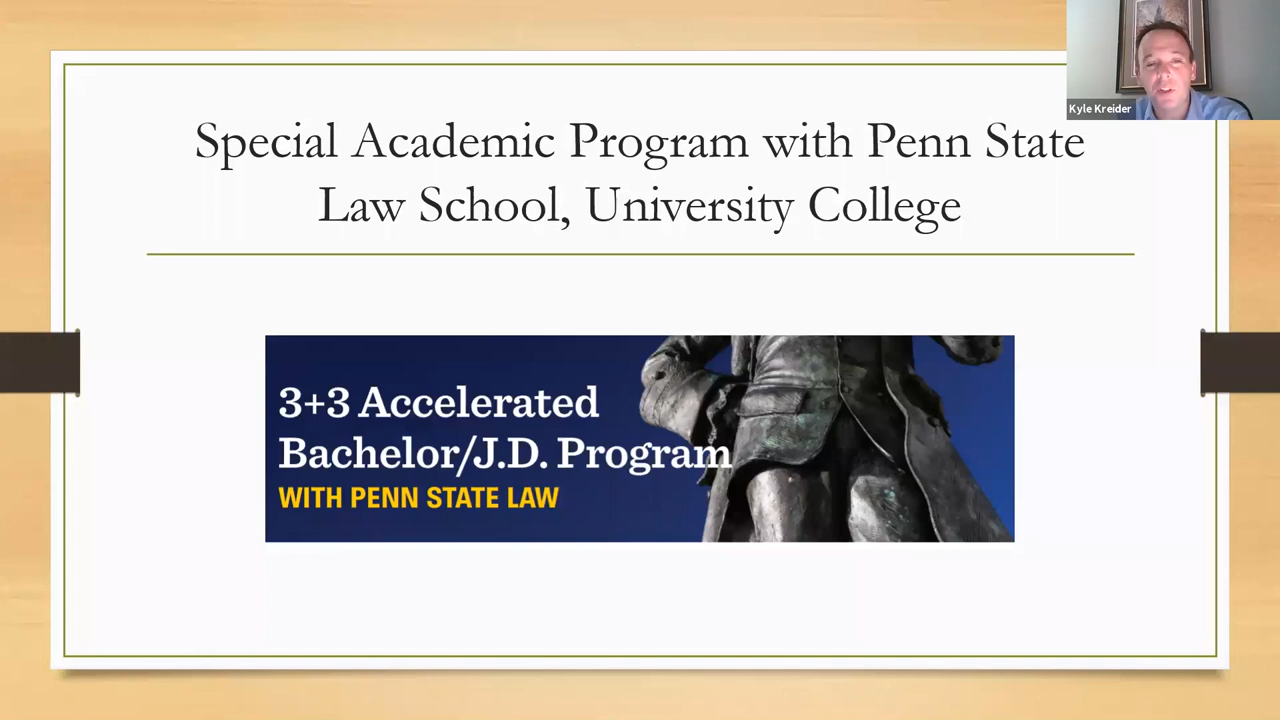 Kyle Kreider
Special Academic Program with Penn State
Law School, University College
3+3 Accelerated
Bachelor/J.D. Program
WITH PENN STATE LAW